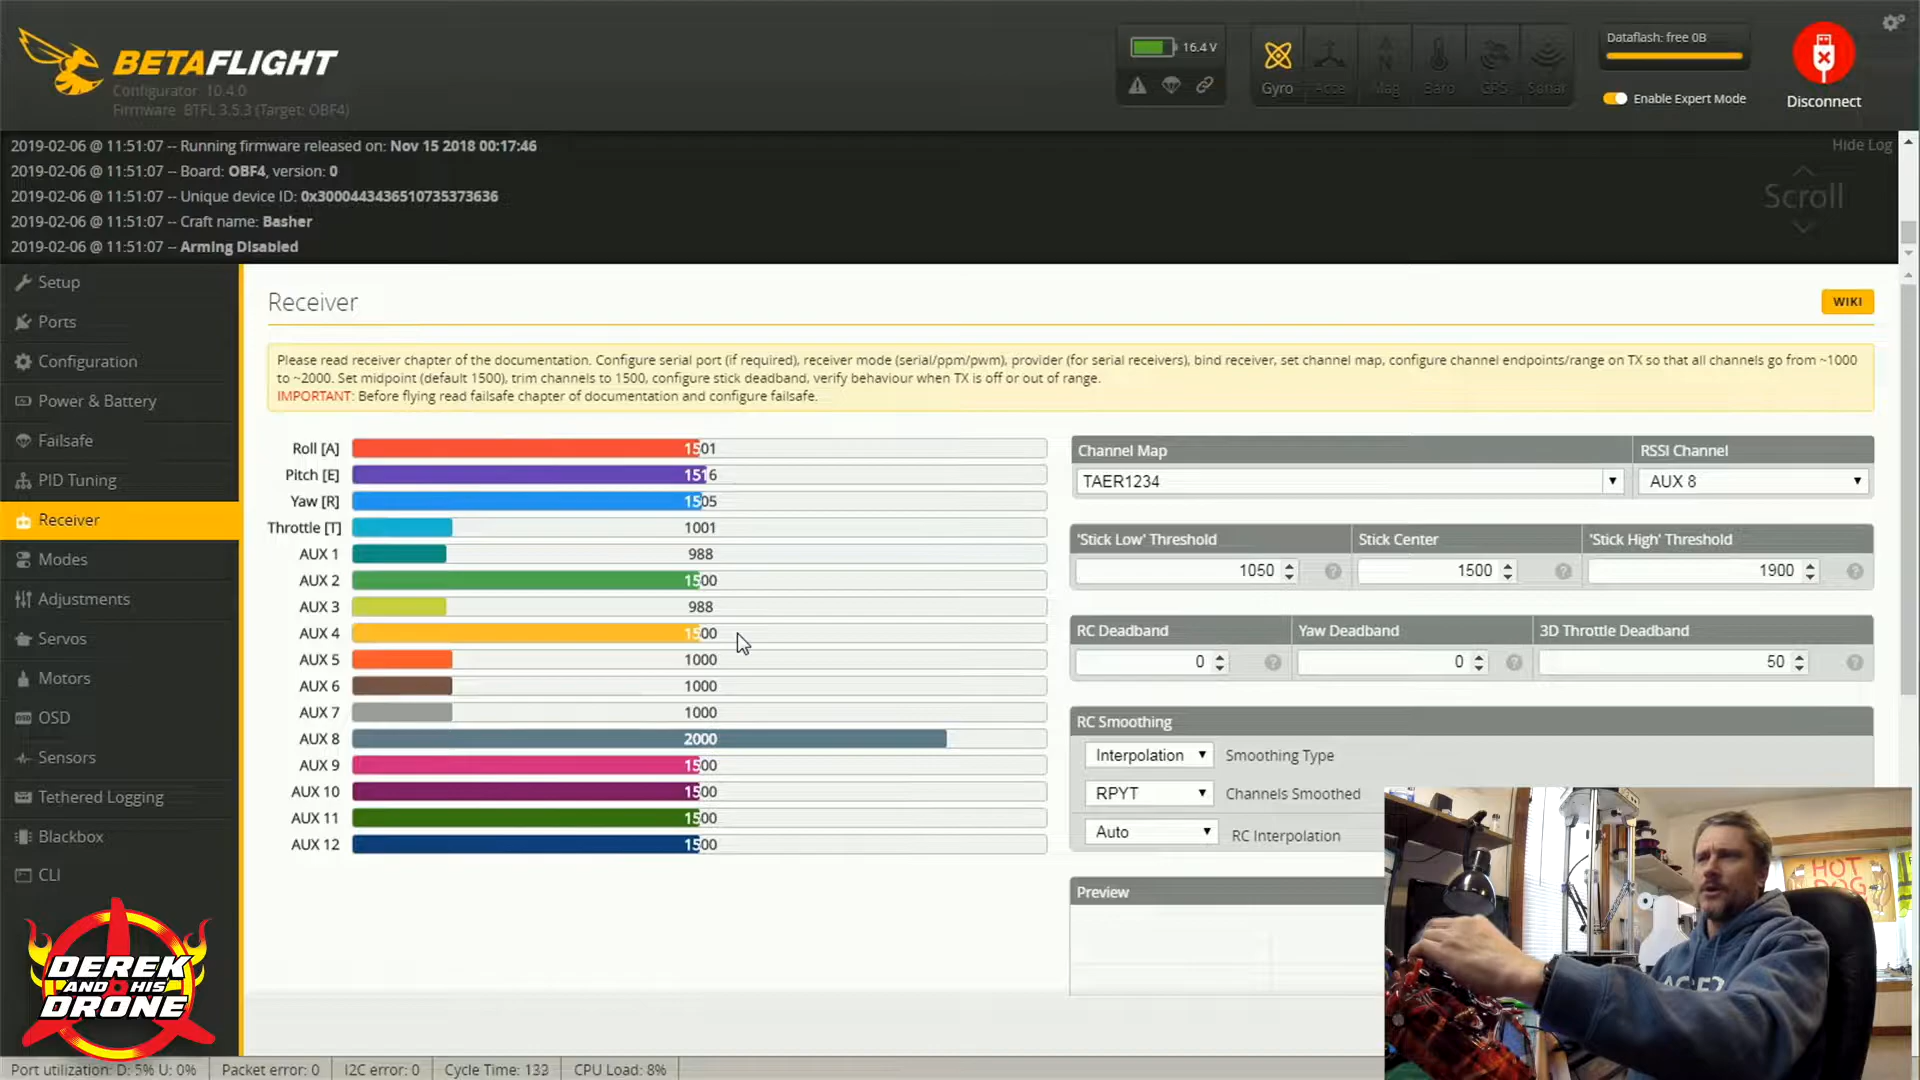 BETAFLIGHT
Configurator: 10.4.0
Firmware: BTFL 3.5.3 (Target: OBF4)
16.4 V
Gyro
Acce
Mag
Baro
GPS
Sonar
Dataflash: free 0B
Enable Expert Mode
Disconnect
2019-02-06 @ 11:51:07 -- Running firmware released on: Nov 15 2018 00:17:46
2019-02-06 @ 11:51:07 -- Board: OBF4, version: 0
2019-02-06 @ 11:51:07 -- Unique device ID: 0x3000443436510735373636
2019-02-06 @ 11:51:07 -- Craft name: Basher
2019-02-06 @ 11:51:07 -- Arming Disabled
Hide Log
Scroll
Setup
Ports
Configuration
Power & Battery
Failsafe
PID Tuning
Receiver
Modes
Adjustments
Servos
Motors
OSD
Sensors
Tethered Logging
Blackbox
CLI
DEREK
AND HIS
DRONE
Receiver
WIKI
Please read receiver chapter of the documentation. Configure serial port (if required), receiver mode (serial/ppm/pwm), provider (for serial receivers), bind receiver, set channel map, configure channel endpoints/range on TX so that all channels go from ~1000
to ~2000. Set midpoint (default 1500), trim channels to 1500, configure stick deadband, verify behaviour when TX is off or out of range.
IMPORTANT: Before flying read failsafe chapter of documentation and configure failsafe.
Roll [A] 1501
Pitch [E] 1516
Yaw [R] 1505
Throttle [T] 1001
AUX 1 988
AUX 2 1500
AUX 3 988
AUX 4 1500
AUX 5 1000
AUX 6 1000
AUX 7 1000
AUX 8 2000
AUX 9 1500
AUX 10 1500
AUX 11 1500
AUX 12 1500
Channel Map
RSSI Channel
TAER1234
AUX 8
'Stick Low' Threshold
Stick Center
'Stick High' Threshold
1050
1500
1900
RC Deadband
Yaw Deadband
3D Throttle Deadband
0
0
50
RC Smoothing
Interpolation Smoothing Type
RPYT Channels Smoothed
Auto RC Interpolation
Preview
HOT
DOG
Port utilization: D: 5% U: 0%
Packet error: 0
I2C error: 0
Cycle Time: 133
CPU Load: 8%